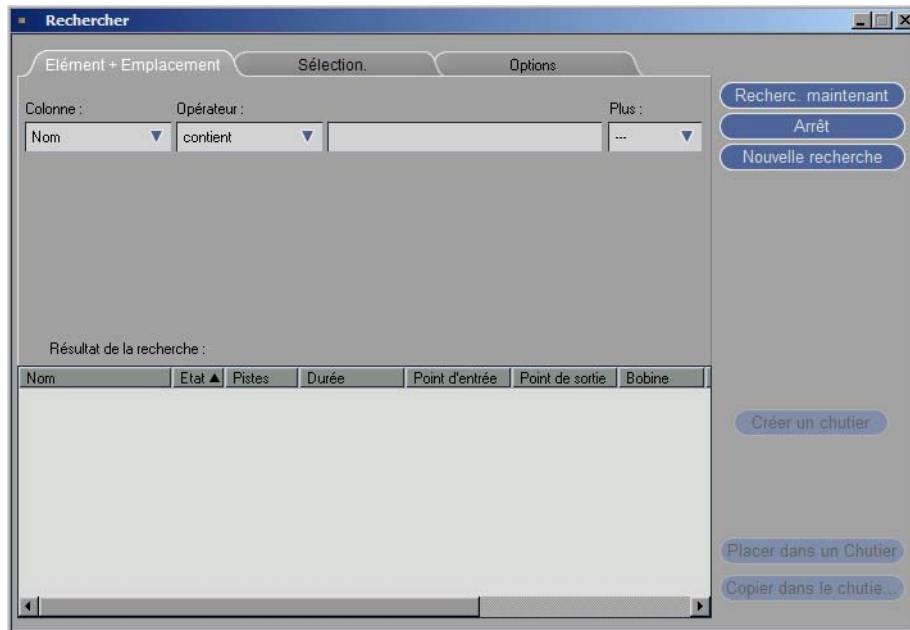 Rechercher
Elément + Emplacement
Sélection.
Options
Colonne :
Opérateur :
Plus :
Nom
contient
---
Recherc. maintenant
Arrêt
Nouvelle recherche
Résultat de la recherche :
Nom
Etat
Pistes
Durée
Point d'entrée
Point de sortie
Bobine
Créer un chutier
Placer dans un Chutier
Copier dans le chutie...